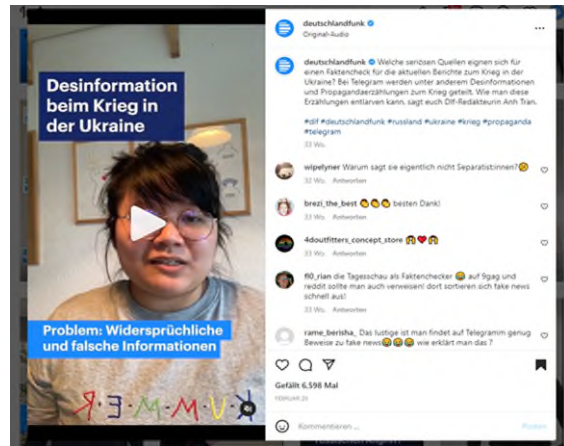 Desinformation
beim Krieg in
der Ukraine
Problem: Widersprüchliche
und falsche Informationen
K·U·M·M·E·R
deutschlandfunk
Original-Audio
deutschlandfunk Welche seriösen Quellen eignen sich für
einen Faktencheck für die aktuellen Berichte zum Krieg in der
Ukraine? Bei Telegram werden unter anderem Desinformationen
und Propagandaerzählungen zum Krieg geteilt. Wie man diese
Erzählungen entlarven kann, sagt euch Dlf-Redakteurin Anh Tran.
#dlf #deutschlandfunk #russland #ukraine #krieg #propaganda
#telegram
33 Wo.
wipelyner Warum sagt sie eigentlich nicht Separatist:innen?
32 Wo. Antworten
brezi_the_best besten Dank!
33 Wo. Antworten
4doutfitters_concept_store
33 Wo. Antworten
fl0_rian die Tagesschau als Faktenchecker 😂 auf 9gag und
reddit sollte man auch verweisen! dort sortieren sich fake news
schnell aus!
33 Wo. Antworten
rame_berisha_ Das lustige ist man findet auf Telegramm genug
Beweise zu fake news😂😂😂 wie erklärt man das ?
Gefällt 6.598 Mal
FEBRUAR 25
Kommentieren ...
Posten